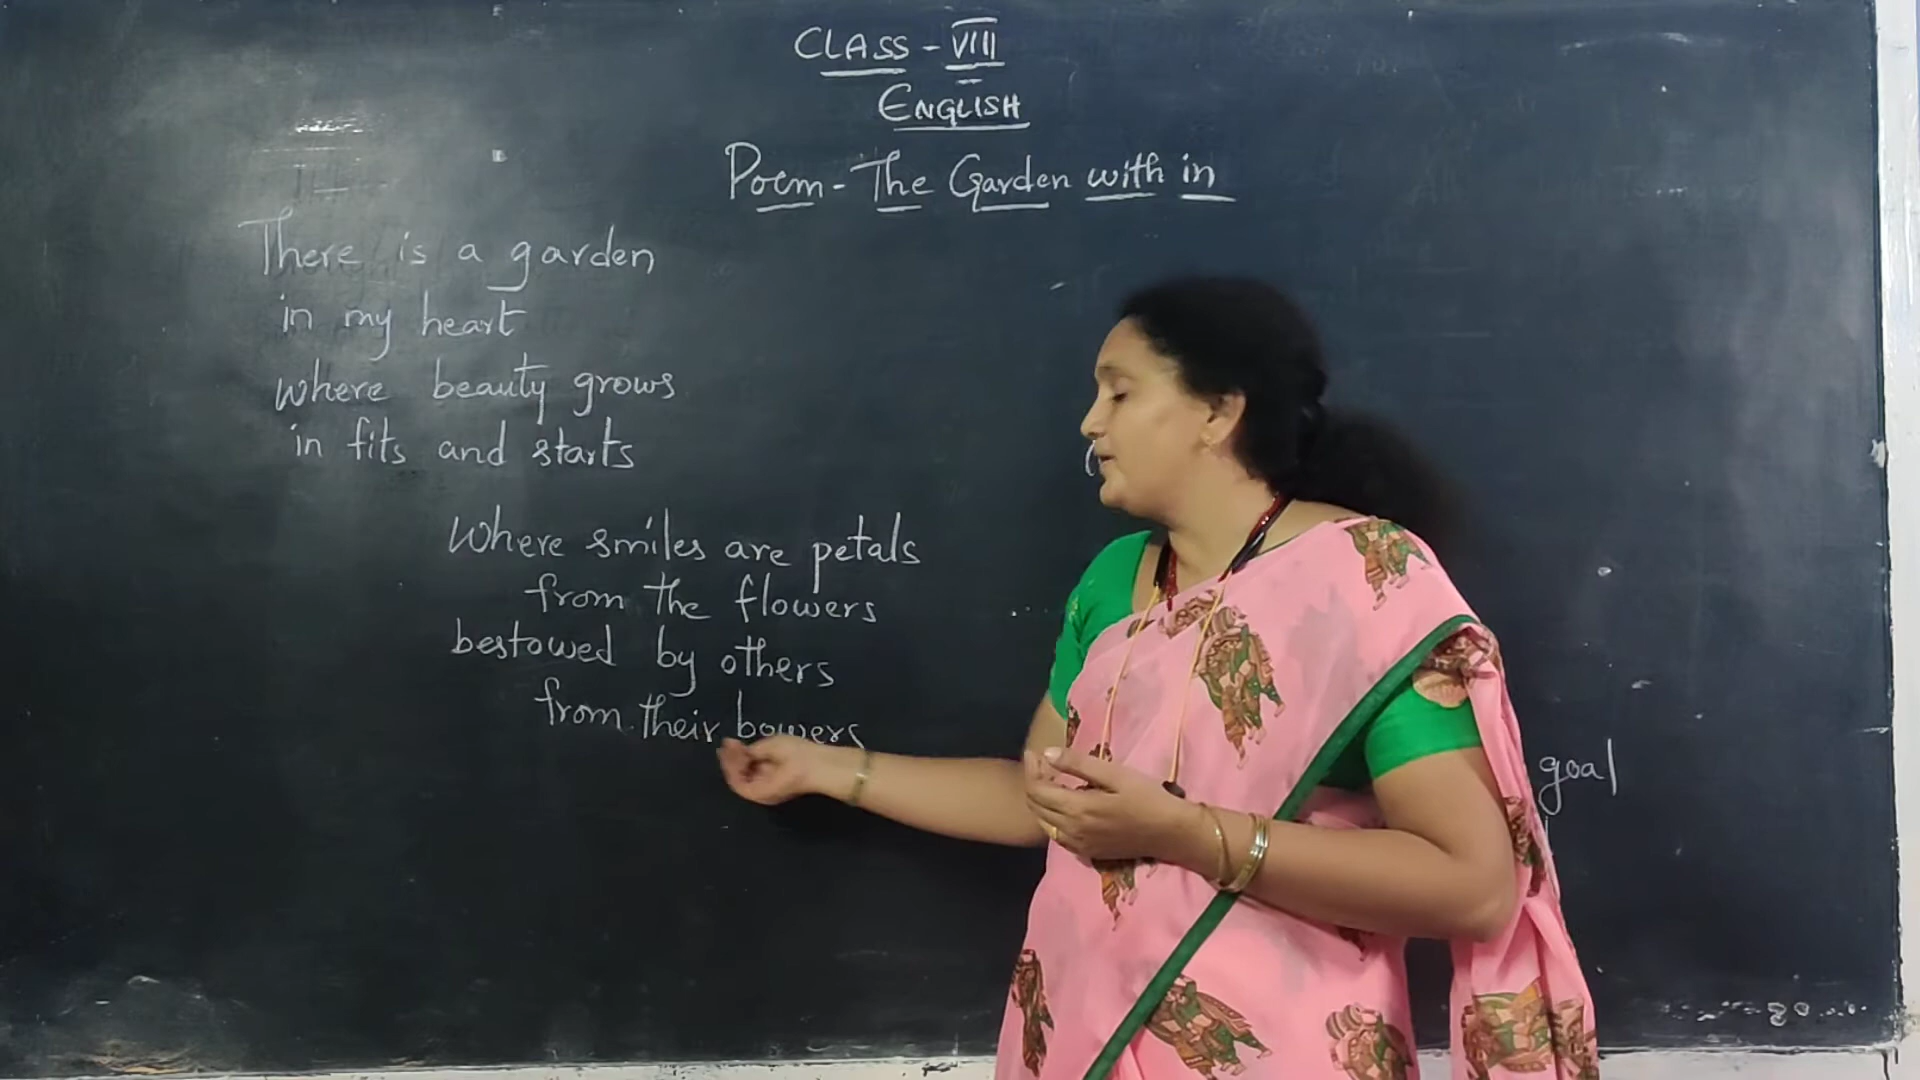 CLASS - VIII
ENGLISH
Poem - The Garden with in
There is a garden
in my heart
where beauty grows
in fits and starts
Where smiles are petals
from the flowers
bestowed by others
from their bowers
goal